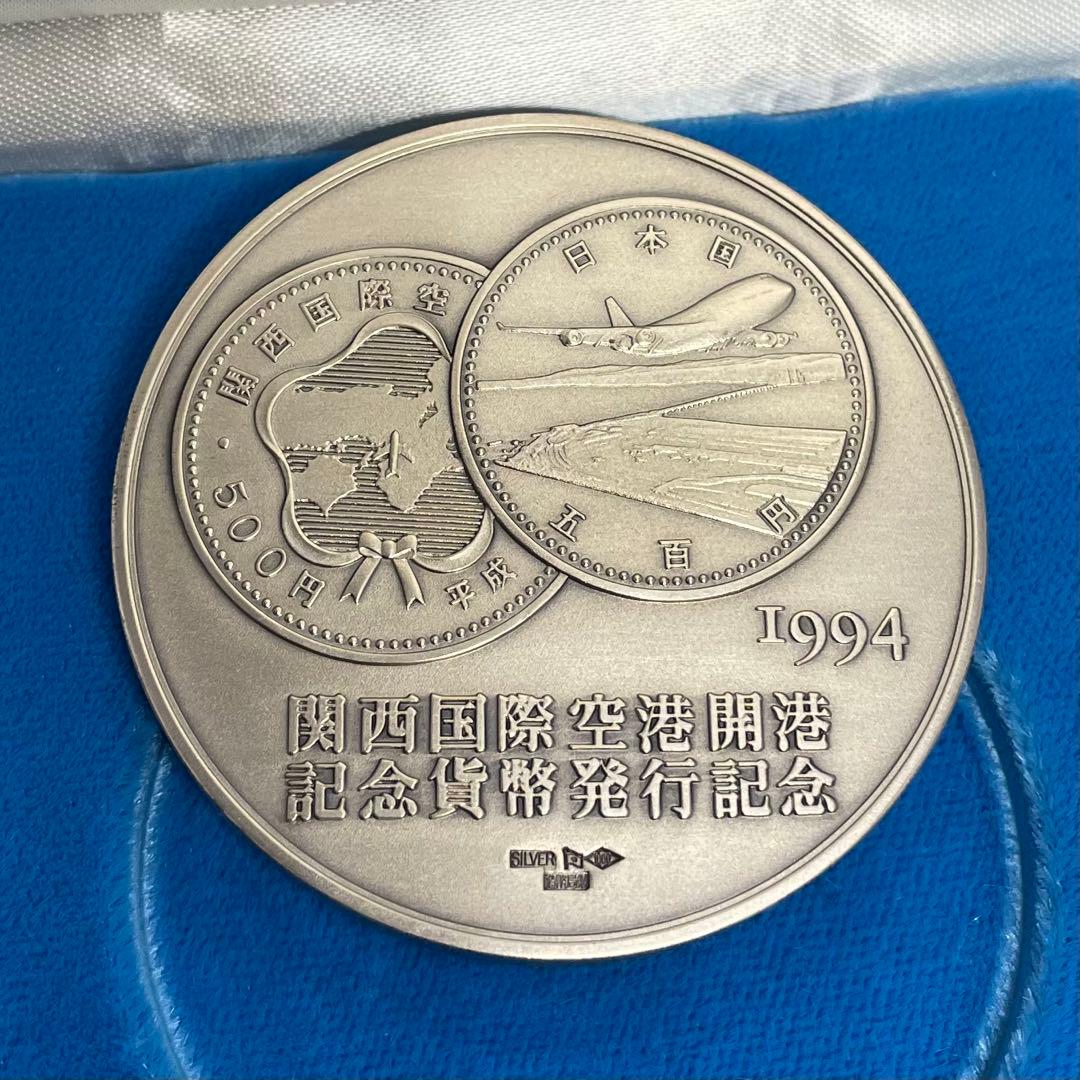 日本国
五百円
関西国際空
・500円
平成
1994
関西国際空港開港
記念貨幣発行記念
SILVER 1000